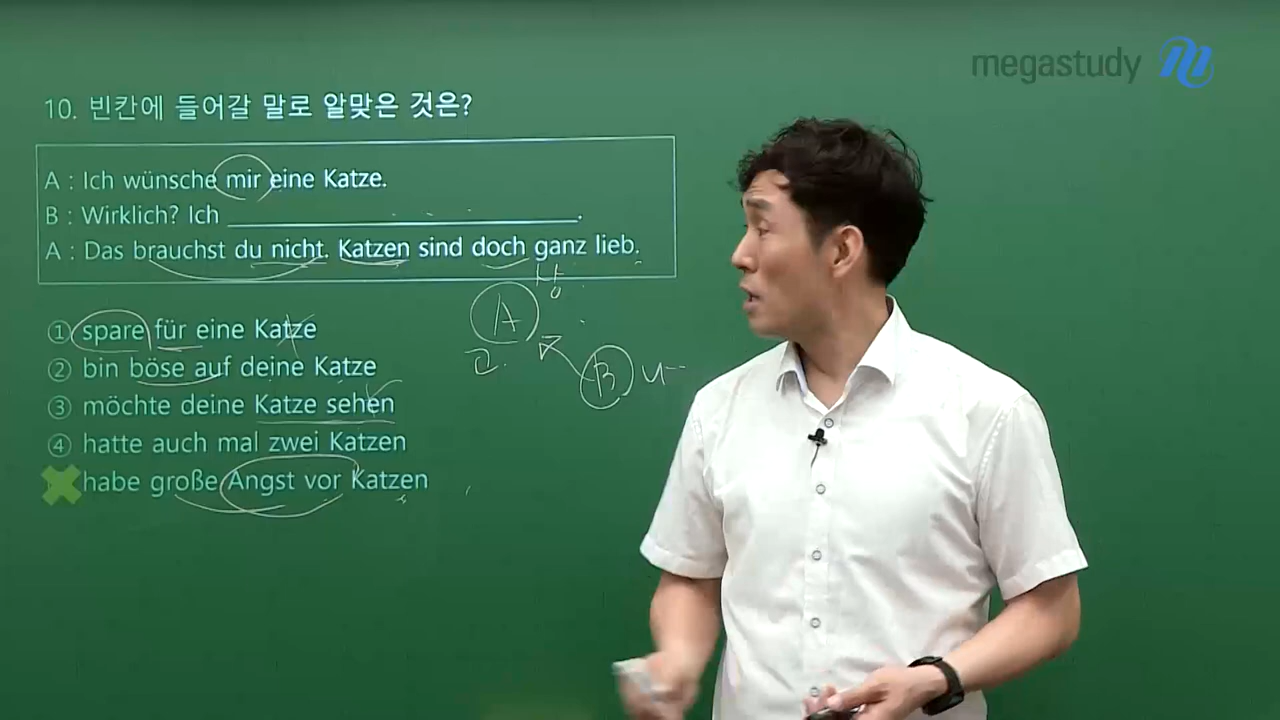 megastudy
10. 빈칸에 들어갈 말로 알맞은 것은?
A : Ich wünsche mir eine Katze.
B : Wirklich? Ich ______________.
A : Das brauchst du nicht. Katzen sind doch ganz lieb.
① spare für eine Katze
② bin böse auf deine Katze
③ möchte deine Katze sehen
④ hatte auch mal zwei Katzen
habe große Angst vor Katzen
A
B